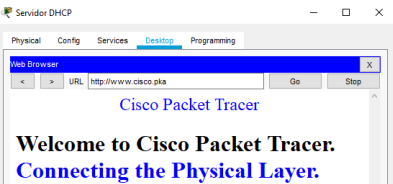 Servidor DHCP
Physical Config Services Desktop Programming
Web Browser X
< > URL http://www.cisco.pka Go Stop
Cisco Packet Tracer
Welcome to Cisco Packet Tracer.
Connecting the Physical Layer.